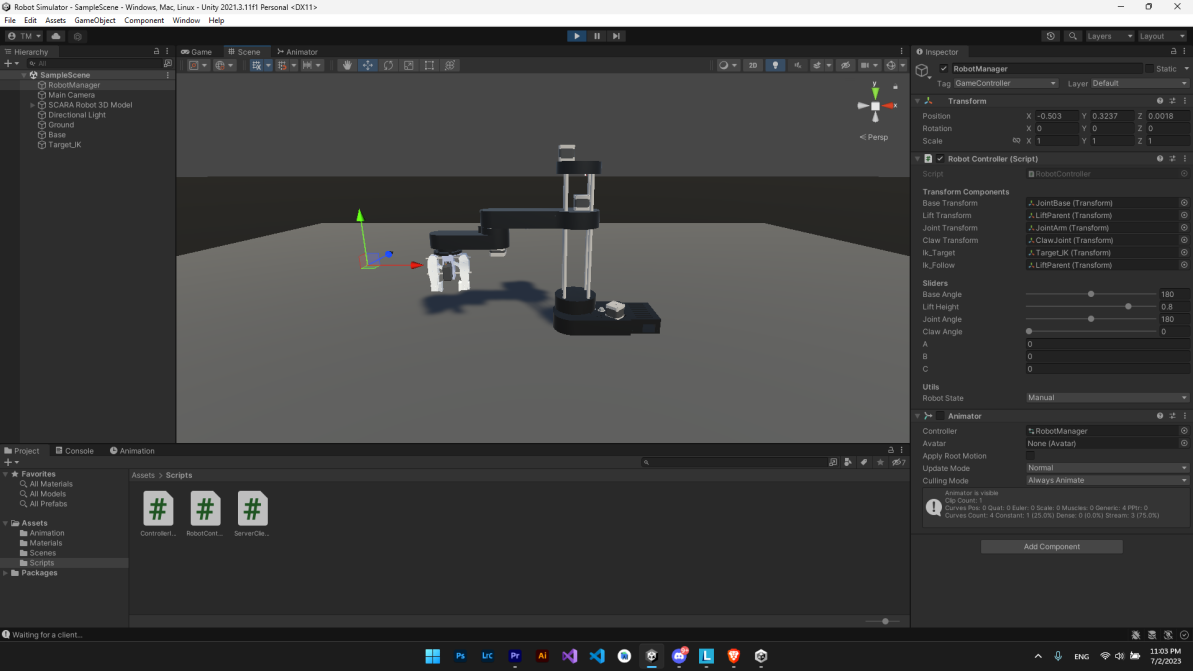 Robot Simulator - SampleScene - Windows, Mac, Linux - Unity 2021.3.11f1 Personal <DX11>
File Edit Assets GameObject Component Window Help
TM
Layers Layout
Hierarchy
All
SampleScene
RobotManager
Main Camera
SCARA Robot 3D Model
Directional Light
Ground
Base
Target_IK
Game Scene Animator
2D
y
x
Persp
Inspector
RobotManager Static
Tag GameController Layer Default
Transform
Position X -0.503 Y 0.3237 Z 0.0018
Rotation X 0 Y 0 Z 0
Scale X 1 Y 1 Z 1
Robot Controller (Script)
Script RobotController
Transform Components
Base Transform JointBase (Transform)
Lift Transform LiftParent (Transform)
Joint Transform JointArm (Transform)
Claw Transform ClawJoint (Transform)
Ik_Target Target_IK (Transform)
Ik_Follow LiftParent (Transform)
Sliders
Base Angle 180
Lift Height 0.8
Joint Angle 180
Claw Angle 0
A 0
B 0
C 0
Utils
Robot State Manual
Animator
Controller RobotManager
Avatar None (Avatar)
Apply Root Motion
Update Mode Normal
Culling Mode Always Animate
Animator is visible
Clip Count: 1
Curves Pos: 0 Quat: 0 Euler: 0 Scale: 0 Muscles: 0 Generic: 4 PPtr: 0
Curves Count: 4 Constant: 1 (25.0%) Dense: 0 (0.0%) Stream: 3 (75.0%)
Add Component
Project Console Animation
7
Favorites
All Materials
All Models
All Prefabs
Assets
Animation
Materials
Scenes
Scripts
Packages
Assets > Scripts
#
#
#
ControllerI...
RobotCont...
ServerClie...
Waiting for a client...
Ps Lrc Pr Ai L
ENG
11:03 PM
7/2/2023